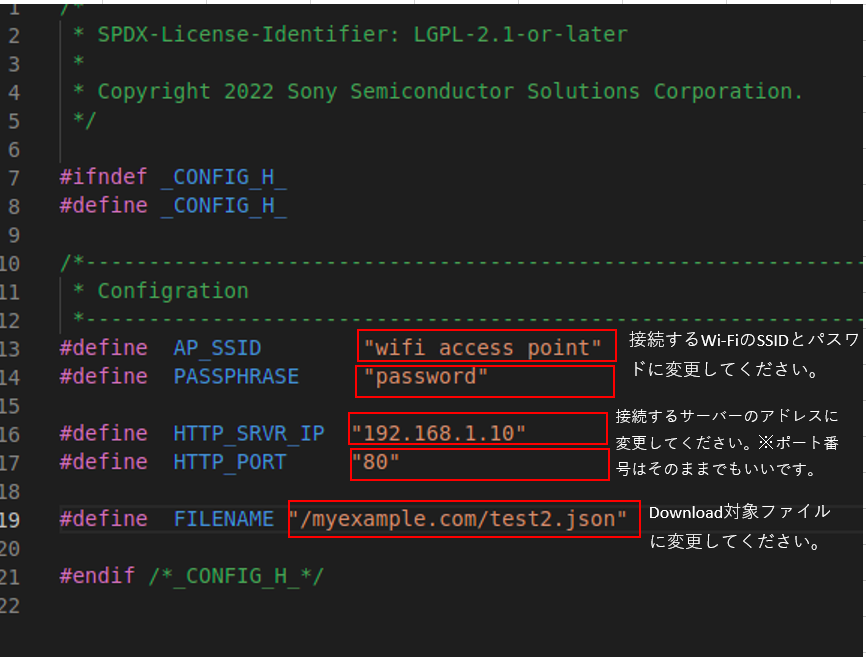 1 /*
2 * SPDX-License-Identifier: LGPL-2.1-or-later
3 *
4 * Copyright 2022 Sony Semiconductor Solutions Corporation.
5 */
6
7 #ifndef _CONFIG_H_
8 #define _CONFIG_H_
9
10 /*--------------------------------------------------------------
11 * Configration
12 *--------------------------------------------------------------
13 #define AP_SSID "wifi access point"
接続するWi-FiのSSIDとパスワ
14 #define PASSPHRASE "password"
ドに変更してください。
15
接続するサーバーのアドレスに
16 #define HTTP_SRVR_IP "192.168.1.10"
変更してください。※ポート番
17 #define HTTP_PORT "80"
号はそのままでもいいです。
18
19 #define FILENAME "/myexample.com/test2.json"
Download対象ファイル
に変更してください。
20
21 #endif /*_CONFIG_H_*/
22